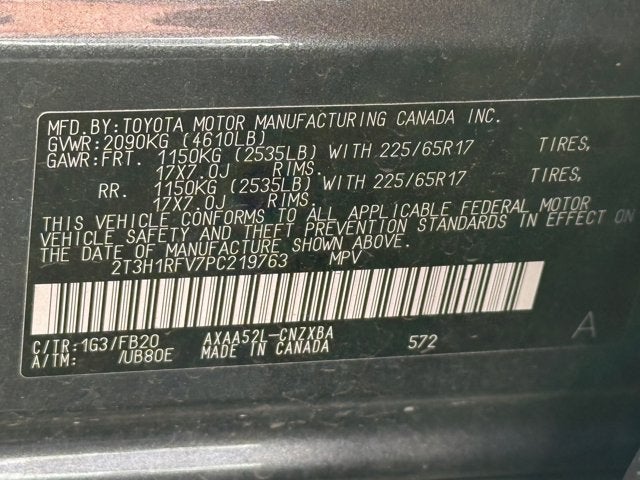 MFD.BY:TOYOTA MOTOR MANUFACTURING CANADA INC.
GVWR:2090KG (4610LB)
GAWR:FRT. 1150KG (2535LB) WITH 225/65R17 TIRES,
17X7.0J RIMS.
RR. 1150KG (2535LB) WITH 225/65R17 TIRES,
17X7.0J RIMS.
THIS VEHICLE CONFORMS TO ALL APPLICABLE FEDERAL MOTOR
VEHICLE SAFETY AND THEFT PREVENTION STANDARDS IN EFFECT ON
THE DATE OF MANUFACTURE SHOWN ABOVE.
2T3H1RFV7PC219763 MPV
C/TR:1G3/FB20 AXAA52L-CNZXBA 572 A
A/TM: /UB80E MADE IN CANADA